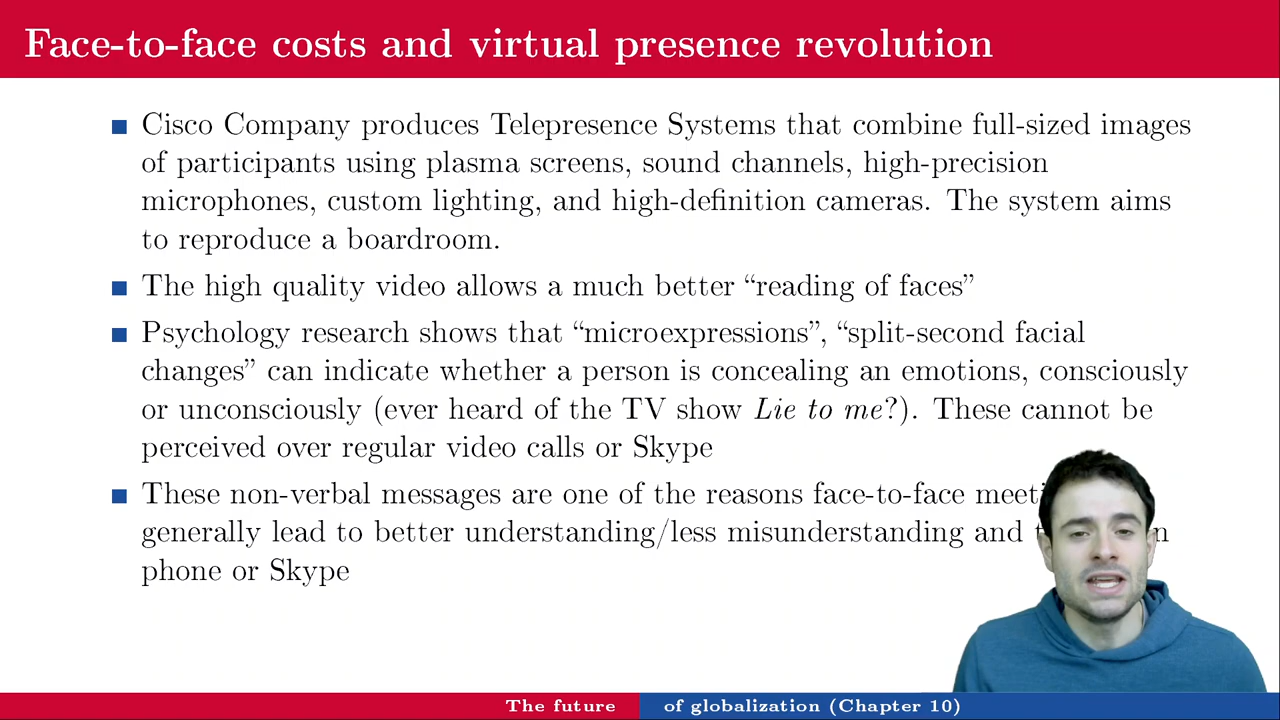 Face-to-face costs and virtual presence revolution
Cisco Company produces Telepresence Systems that combine full-sized images
of participants using plasma screens, sound channels, high-precision
microphones, custom lighting, and high-definition cameras. The system aims
to reproduce a boardroom.
The high quality video allows a much better “reading of faces”
Psychology research shows that “microexpressions”, “split-second facial
changes” can indicate whether a person is concealing an emotions, consciously
or unconsciously (ever heard of the TV show Lie to me?). These cannot be
perceived over regular video calls or Skype
These non-verbal messages are one of the reasons face-to-face
generally lead to better understanding/less misunderstanding and
phone or Skype
The future of globalization (Chapter 10)